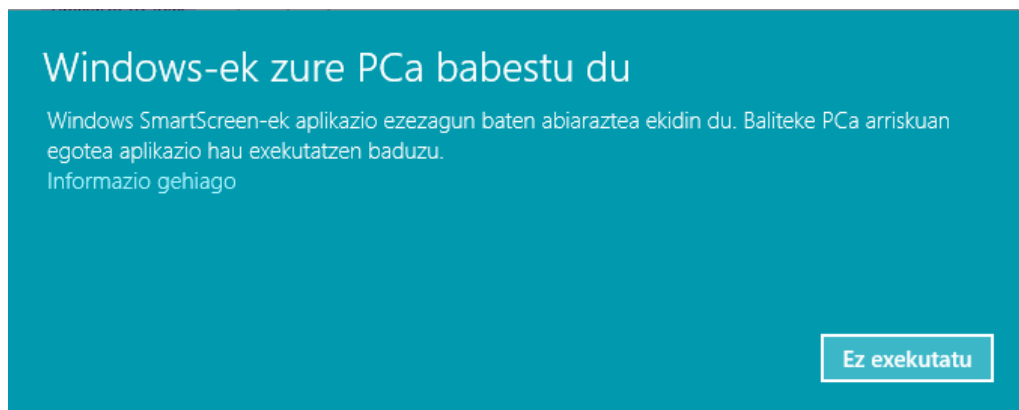 Windows-ek zure PCa babestu du
Windows SmartScreen-ek aplikazio ezezagun baten abiaraztea ekidin du. Baliteke PCa arriskuan
egotea aplikazio hau exekutatzen baduzu.
Informazio gehiago
Ez exekutatu